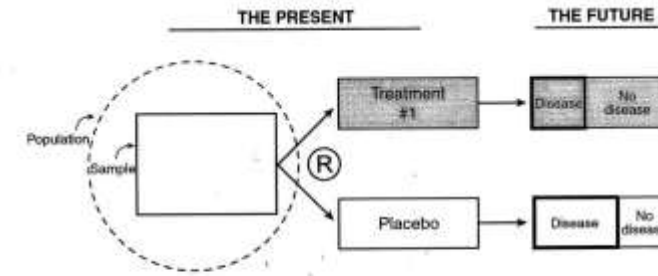 THE PRESENT
THE FUTURE
Population
Sample
R
Treatment
#1
Disease
No
disease
Placebo
Disease
No
disease